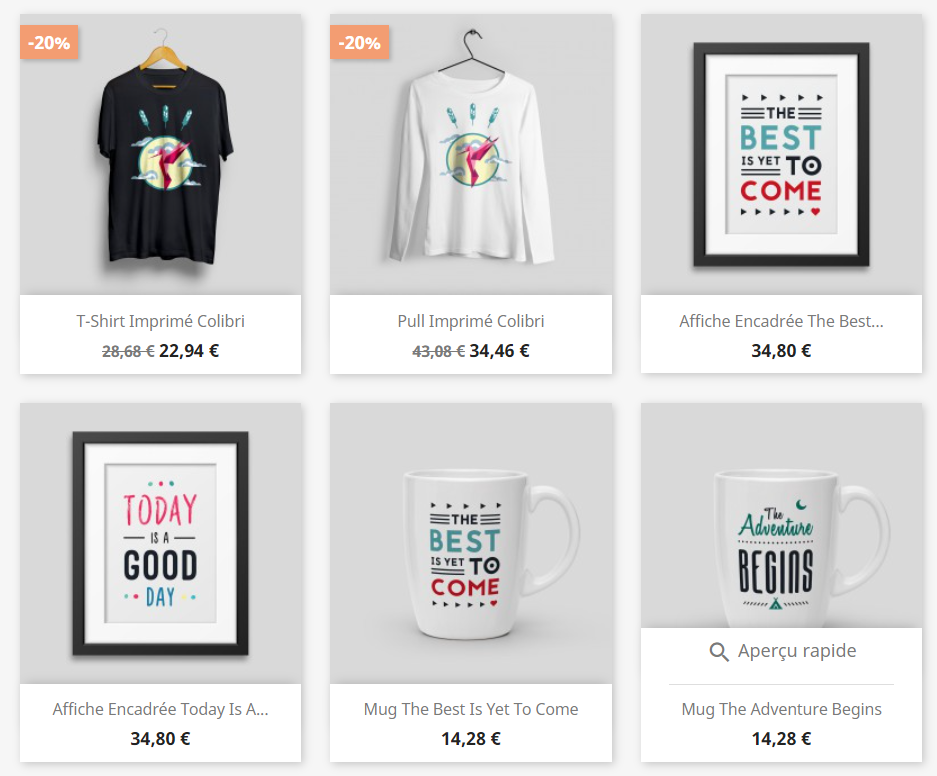 -20%
T-Shirt Imprimé Colibri
28,68 € 22,94 €
-20%
Pull Imprimé Colibri
43,08 € 34,46 €
THE
BEST
IS YET TO
COME
Affiche Encadrée The Best...
34,80 €
TODAY
IS A
GOOD
DAY
Affiche Encadrée Today Is A...
34,80 €
THE
BEST
IS YET TO
COME
Mug The Best Is Yet To Come
14,28 €
The
Adventure
BEGINS
Aperçu rapide
Mug The Adventure Begins
14,28 €